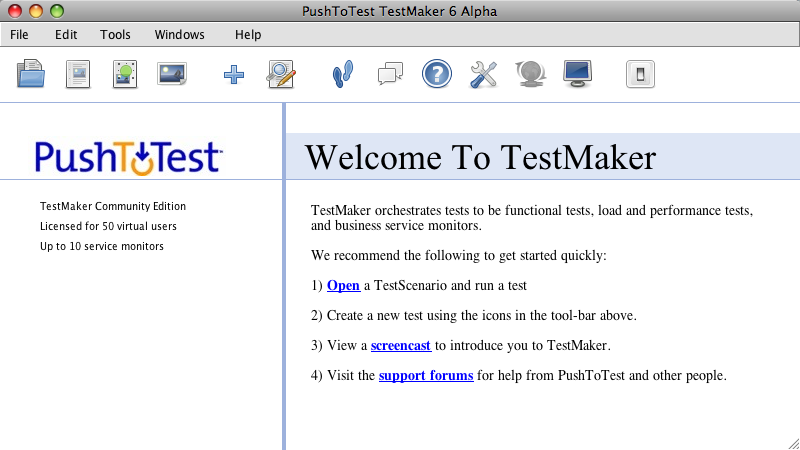 PushToTest TestMaker 6 Alpha
File Edit Tools Windows Help
PushToTest
Welcome To TestMaker
TestMaker Community Edition
Licensed for 50 virtual users
Up to 10 service monitors
TestMaker orchestrates tests to be functional tests, load and performance tests,
and business service monitors.
We recommend the following to get started quickly:
1) Open a TestScenario and run a test
2) Create a new test using the icons in the tool-bar above.
3) View a screencast to introduce you to TestMaker.
4) Visit the support forums for help from PushToTest and other people.